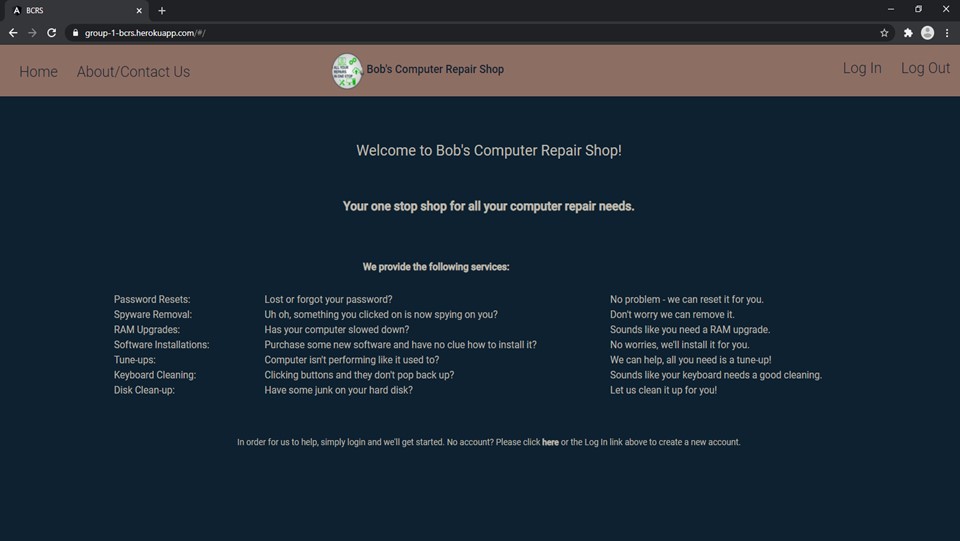 BCRS
group-1-bcrs.herokuapp.com/#/
Home About/Contact Us
ALL YOUR
REPAIRS
IN ONE STOP
Bob's Computer Repair Shop
Log In Log Out
Welcome to Bob's Computer Repair Shop!
Your one stop shop for all your computer repair needs.
We provide the following services:
Password Resets: Lost or forgot your password? No problem - we can reset it for you.
Spyware Removal: Uh oh, something you clicked on is now spying on you? Don't worry we can remove it.
RAM Upgrades: Has your computer slowed down? Sounds like you need a RAM upgrade.
Software Installations: Purchase some new software and have no clue how to install it? No worries, we'll install it for you.
Tune-ups: Computer isn't performing like it used to? We can help, all you need is a tune-up!
Keyboard Cleaning: Clicking buttons and they don't pop back up? Sounds like your keyboard needs a good cleaning.
Disk Clean-up: Have some junk on your hard disk? Let us clean it up for you!
In order for us to help, simply login and we'll get started. No account? Please click here or the Log In link above to create a new account.